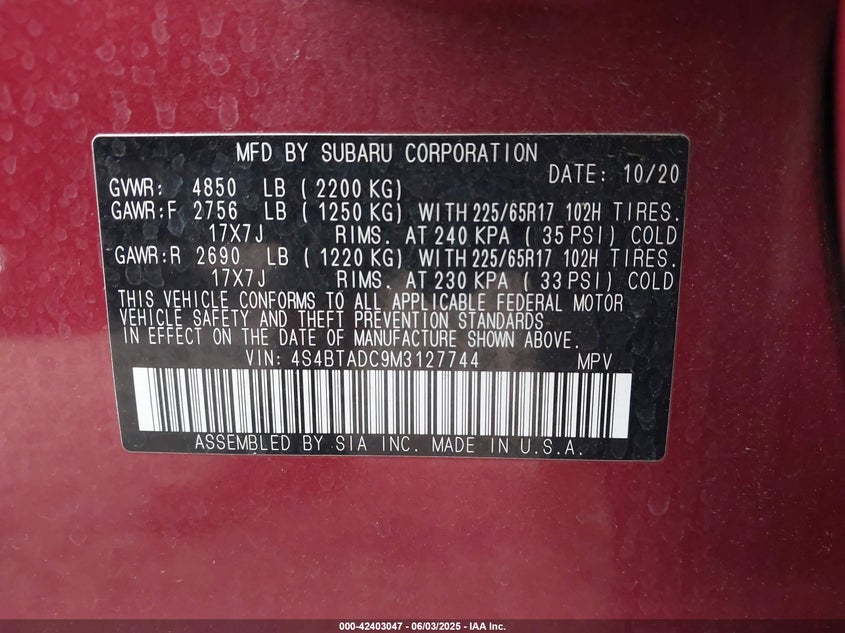 MFD BY SUBARU CORPORATION
DATE: 10/20
GVWR: 4850 LB ( 2200 KG)
GAWR:F 2756 LB ( 1250 KG) WITH 225/65R17 102H TIRES.
17X7J RIMS. AT 240 KPA ( 35 PSI) COLD
GAWR:R 2690 LB ( 1220 KG) WITH 225/65R17 102H TIRES.
17X7J RIMS. AT 230 KPA ( 33 PSI) COLD
THIS VEHICLE CONFORMS TO ALL APPLICABLE FEDERAL MOTOR
VEHICLE SAFETY AND THEFT PREVENTION STANDARDS
IN EFFECT ON THE DATE OF MANUFACTURE SHOWN ABOVE.
VIN: 4S4BTADC9M3127744 MPV
ASSEMBLED BY SIA INC. MADE IN U.S.A.
000-42403047 - 06/03/2025 - IAA Inc.